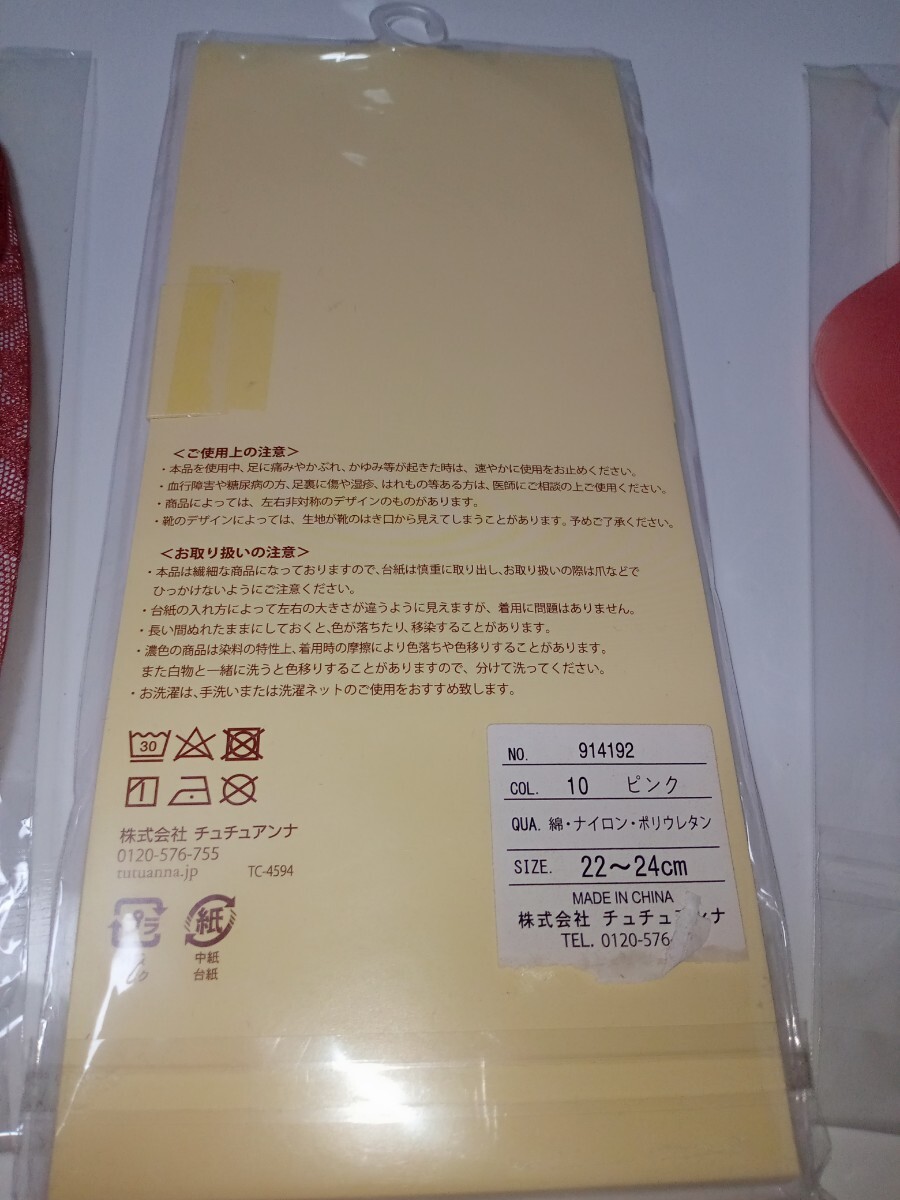 ＜ご使用上の注意＞
・本品を使用中、足に痛みやかぶれ、かゆみ等が起きた時は、速やかに使用をお止めください。
・血行障害や糖尿病の方、足裏に傷や湿疹、はれもの等ある方は、医師にご相談の上ご使用ください。
・商品によっては、左右非対称のデザインのものがあります。
・靴のデザインによっては、生地が靴のはき口から見えてしまうことがあります。予めご了承ください。
＜お取り扱いの注意＞
・本品は繊細な商品になっておりますので、台紙は慎重に取り出し、お取り扱いの際は爪などで
ひっかけないようにご注意ください。
・台紙の入れ方によって左右の大きさが違うように見えますが、着用に問題はありません。
・長い間ぬれたままにしておくと、色が落ちたり、移染することがあります。
・濃色の商品は染料の特性上、着用時の摩擦により色落ちや色移りすることがあります。
また白物と一緒に洗うと色移りすることがありますので、分けて洗ってください。
・お洗濯は、手洗いまたは洗濯ネットのご使用をおすすめ致します。
30
株式会社 チュチュアンナ
0120-576-755
tutuanna.jp TC-4594
プラ 紙
中紙
台紙
NO. 914192
COL. 10 ピンク
QUA. 綿・ナイロン・ポリウレタン
SIZE. 22～24cm
MADE IN CHINA
株式会社 チュチュアンナ
TEL. 0120-576-